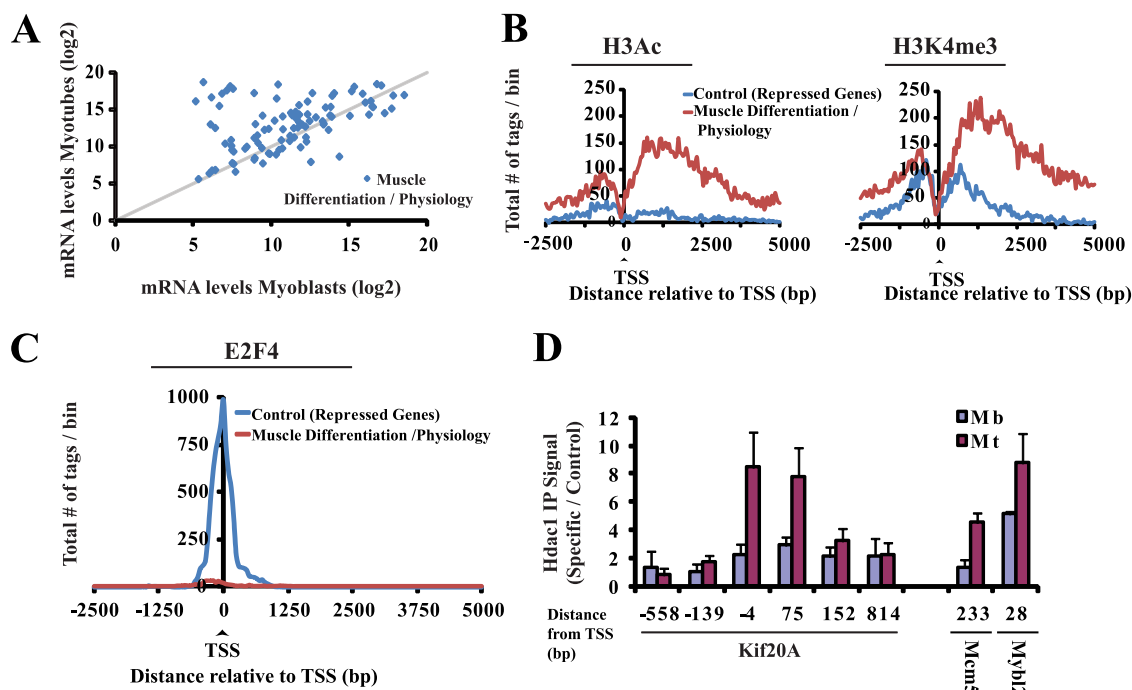 A
mRNA levels Myotubes (log2)
20
15
10
5
0
0
5
10
15
20
Muscle
Differentiation / Physiology
mRNA levels Myoblasts (log2)
B
H3Ac
H3K4me3
Total # of tags / bin
250
200
150
100
50
0
-2500
0
2500
5000
TSS
Distance relative to TSS (bp)
Control (Repressed Genes)
Muscle Differentiation /
Physiology
250
200
150
100
50
0
-2500
0
2500
5000
TSS
Distance relative to TSS (bp)
C
E2F4
Total # of tags / bin
1000
750
500
250
0
Control (Repressed Genes)
Muscle Differentiation /Physiology
-2500
0
1250
2500
5000
TSS
Distance relative to TSS (bp)
D
Hdac1 IP Signal
(Specific / Control)
12
10
8
6
4
2
0
Mb
Mt
Distance
from TSS
(bp)
-558
-139
-4
75
152
814
233
28
Kif20A